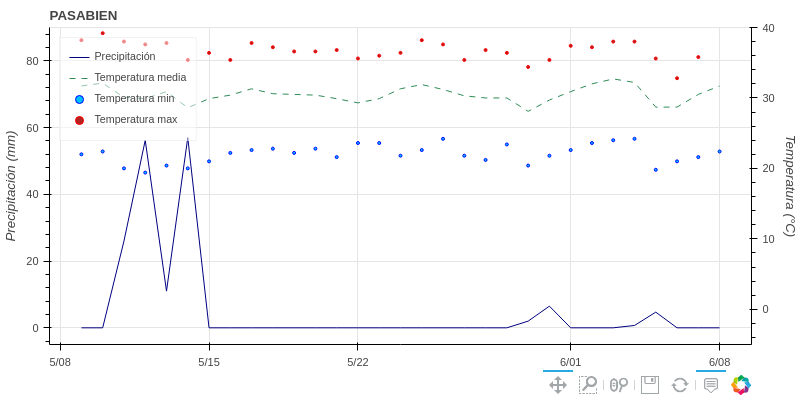 PASABIEN
Precipitación
Temperatura media
Temperatura min
Temperatura max
Precipitación (mm)
80
60
40
20
0
Temperatura (°C)
40
30
20
10
0
5/08
5/15
5/22
6/01
6/08